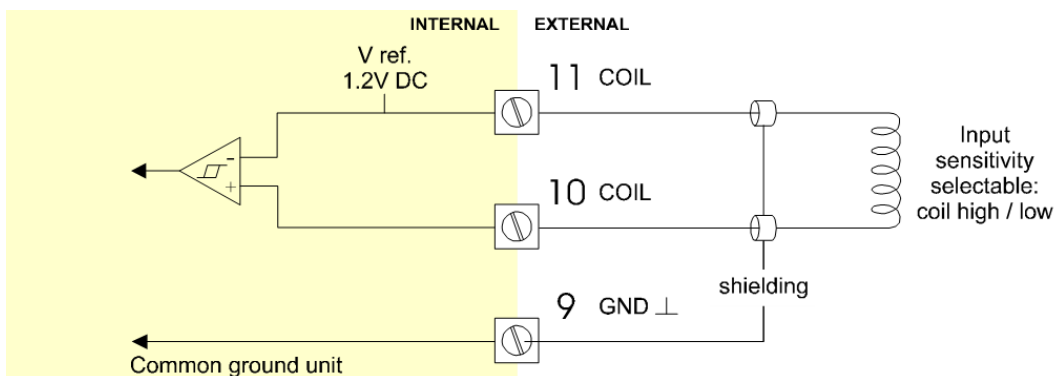 INTERNAL EXTERNAL
V ref.
1.2V DC
11 COIL
-
+
10 COIL
Input
sensitivity
selectable:
coil high / low
shielding
9 GND ⊥
Common ground unit